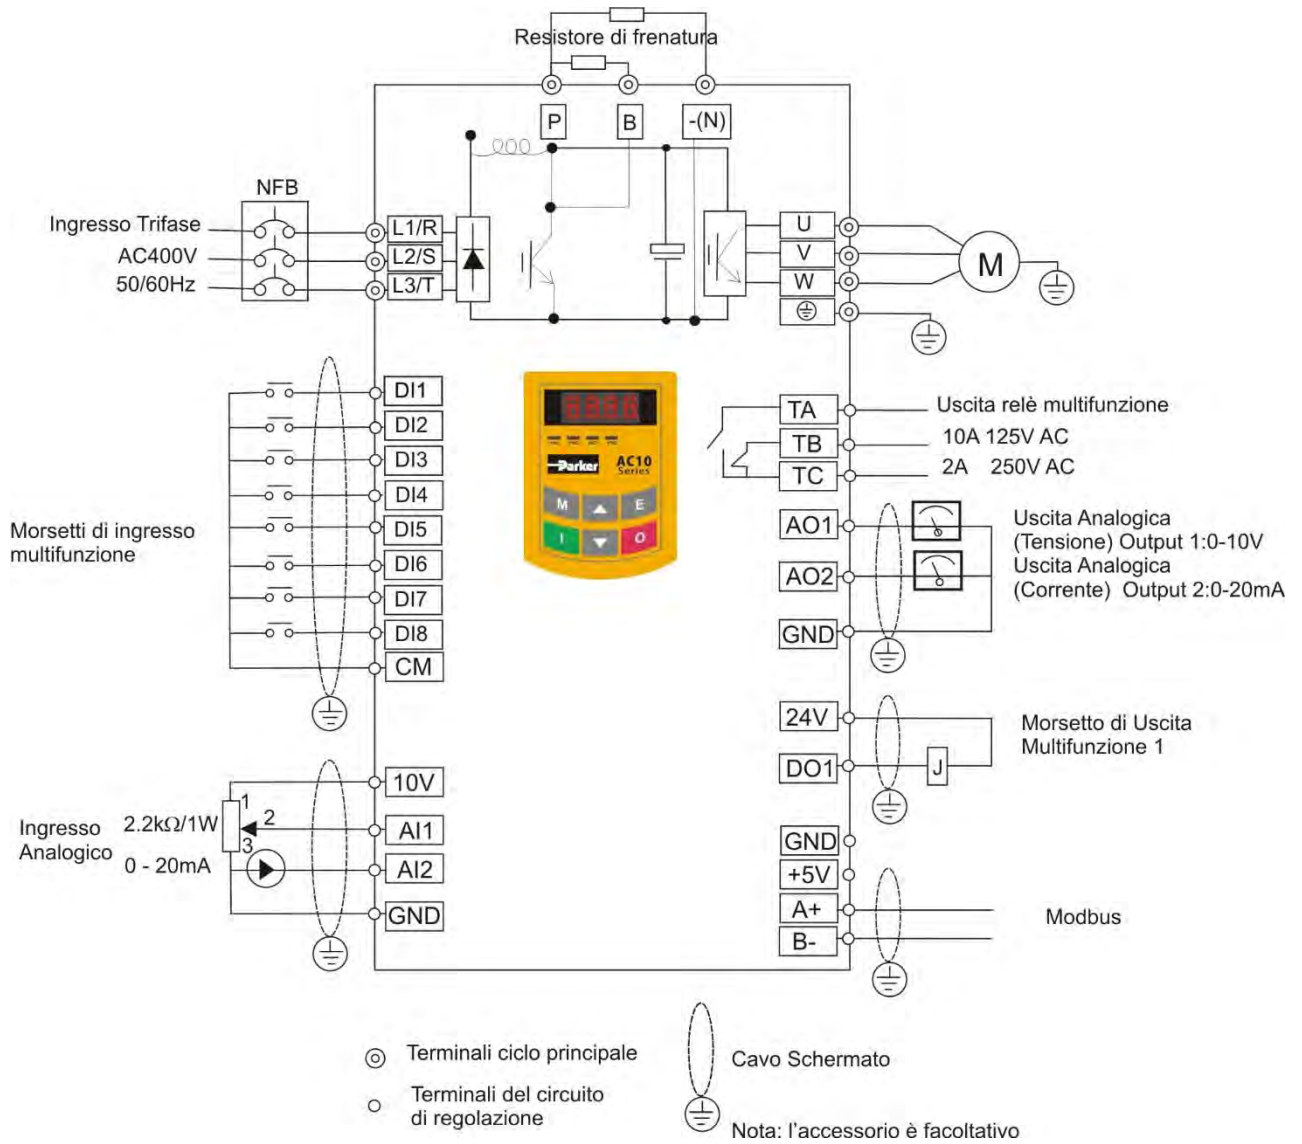 Resistore di frenatura
P
B
-(N)
NFB
Ingresso Trifase
AC400V
50/60Hz
L1/R
L2/S
L3/T
U
V
W
M
DI1
DI2
DI3
DI4
DI5
DI6
DI7
DI8
CM
Morsetti di ingresso
multifunzione
Parker
AC10
Series
M
E
I
O
TA
TB
TC
Uscita relè multifunzione
10A 125V AC
2A 250V AC
AO1
AO2
GND
Uscita Analogica
(Tensione) Output 1:0-10V
Uscita Analogica
(Corrente) Output 2:0-20mA
24V
DO1
J
Morsetto di Uscita
Multifunzione 1
10V
AI1
AI2
GND
1
2
3
2.2kΩ/1W
0 - 20mA
Ingresso
Analogico
GND
+5V
A+
B-
Modbus
Terminali ciclo principale
Terminali del circuito
di regolazione
Cavo Schermato
Nota: l'accessorio è facoltativo